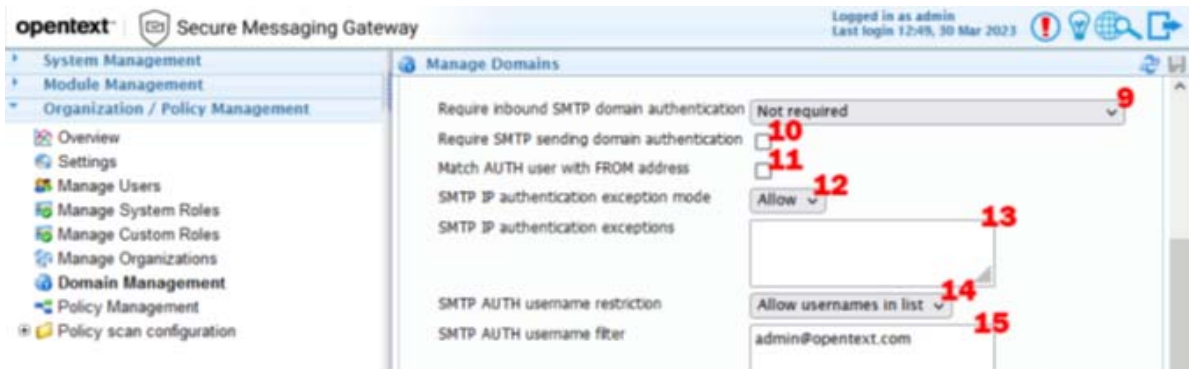 opentext™ Secure Messaging Gateway
Logged in as admin
Last login 12:49, 30 Mar 2023
System Management
Module Management
Organization / Policy Management
Overview
Settings
Manage Users
Manage System Roles
Manage Custom Roles
Manage Organizations
Domain Management
Policy Management
Policy scan configuration
Manage Domains
Require inbound SMTP domain authentication Not required 9
Require SMTP sending domain authentication 10
Match AUTH user with FROM address 11
SMTP IP authentication exception mode Allow 12
SMTP IP authentication exceptions 13
SMTP AUTH username restriction Allow usernames in list 14
SMTP AUTH username filter admin@opentext.com 15